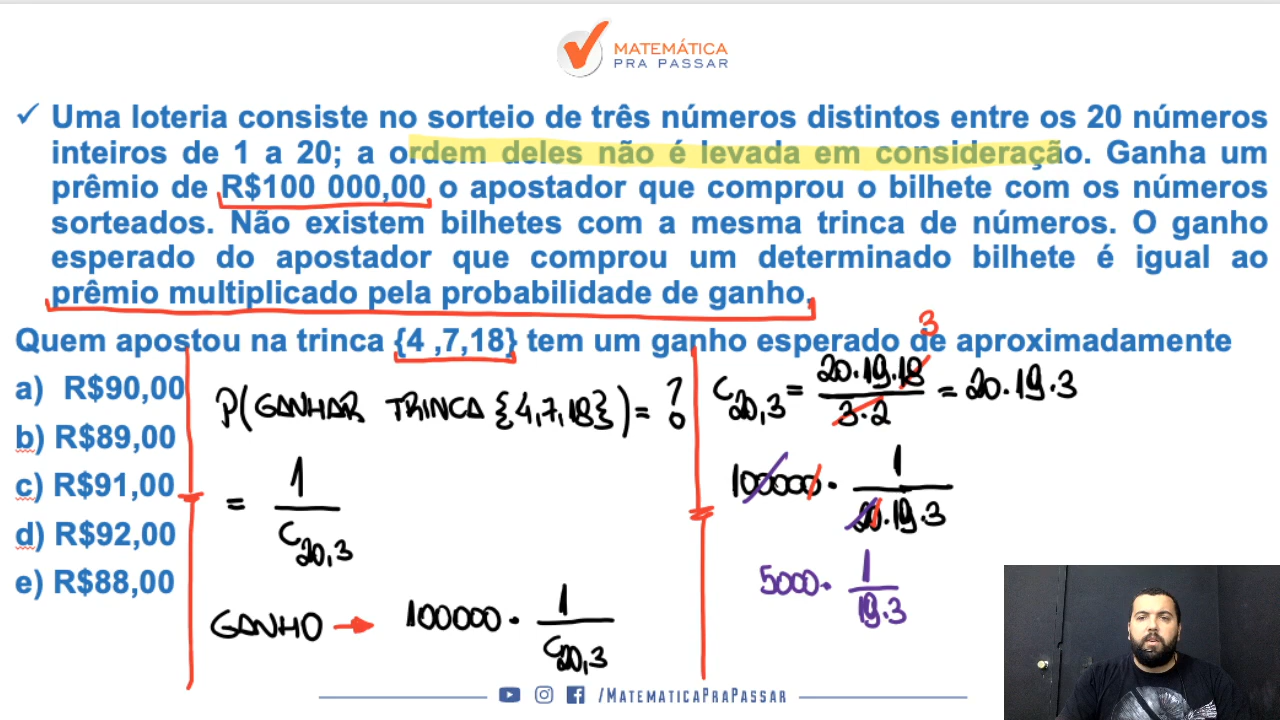 MATEMÁTICA
PRA PASSAR
✓ Uma loteria consiste no sorteio de três números distintos entre os 20 números
inteiros de 1 a 20; a ordem deles não é levada em consideração. Ganha um
prêmio de R$100 000,00 o apostador que comprou o bilhete com os números
sorteados. Não existem bilhetes com a mesma trinca de números. O ganho
esperado do apostador que comprou um determinado bilhete é igual ao
prêmio multiplicado pela probabilidade de ganho,
Quem apostou na trinca {4 ,7,18} tem um ganho esperado de aproximadamente
a) R$90,00
b) R$89,00
c) R$91,00
d) R$92,00
e) R$88,00
P(GANHAR TRINCA {4,7,18}) = ?
= 1
C20,3
GANHO → 100000 · 1
C20,3
3
C20,3 = 20·19·18 = 20·19·3
3·2
100000 · 1
20·19·3
5000 · 1
19·3
/MATEMATICAPRAPASSAR